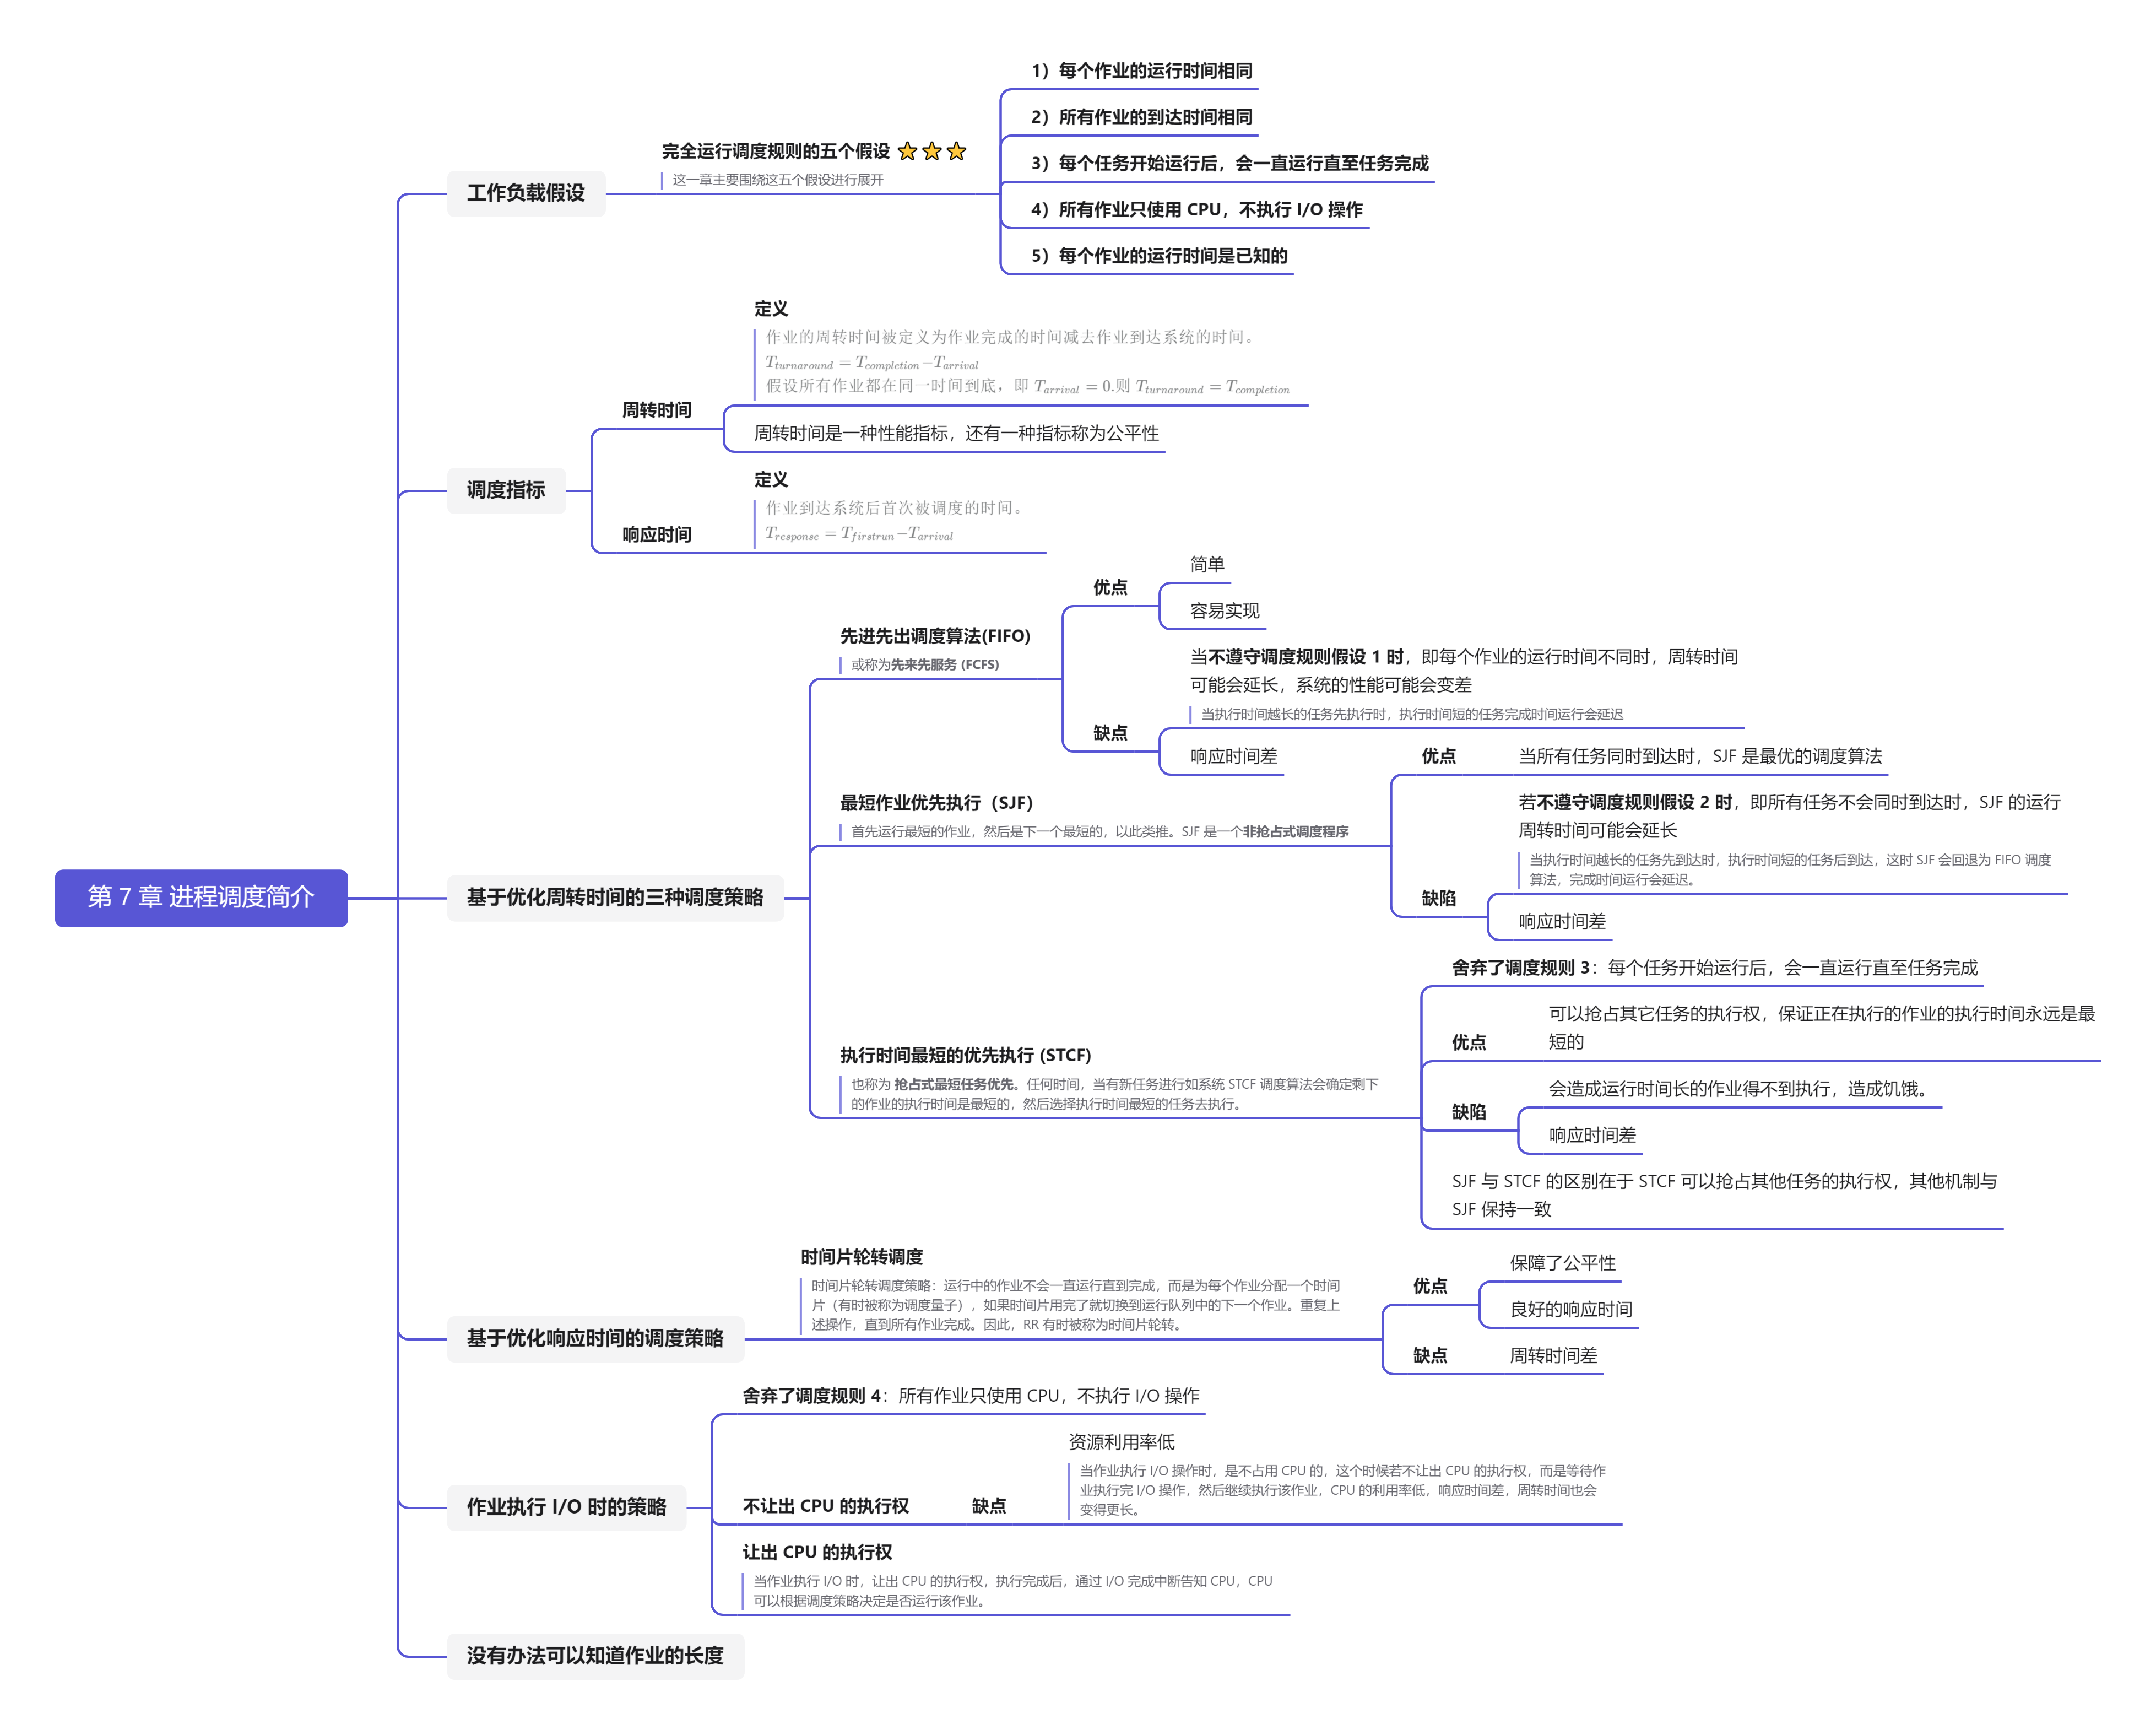 第 7 章 进程调度简介
工作负载假设
完全运行调度规则的五个假设 ⭐⭐⭐
这一章主要围绕这五个假设进行展开
1）每个作业的运行时间相同
2）所有作业的到达时间相同
3）每个任务开始运行后，会一直运行直至任务完成
4）所有作业只使用 CPU，不执行 I/O 操作
5）每个作业的运行时间是已知的
调度指标
周转时间
定义
作业的周转时间被定义为作业完成的时间减去作业到达系统的时间。
T_{turnaround} = T_{completion} – T_{arrival}
假设所有作业都在同一时间到底，即 T_{arrival} = 0.则 T_{turnaround} = T_{completion}
周转时间是一种性能指标，还有一种指标称为公平性
响应时间
定义
作业到达系统后首次被调度的时间。
T_{response} = T_{firstrun} – T_{arrival}
基于优化周转时间的三种调度策略
先进先出调度算法(FIFO)
或称为先来先服务 (FCFS)
优点
简单
容易实现
缺点
当不遵守调度规则假设 1 时，即每个作业的运行时间不同时，周转时间
可能会延长，系统的性能可能会变差
当执行时间越长的任务先执行时，执行时间短的任务完成时间运行会延迟
响应时间差
最短作业优先执行（SJF）
首先运行最短的作业，然后是下一个最短的，以此类推。SJF 是一个非抢占式调度程序
优点
当所有任务同时到达时，SJF 是最优的调度算法
缺陷
若不遵守调度规则假设 2 时，即所有任务不会同时到达时，SJF 的运行
周转时间可能会延长
当执行时间越长的任务先到达时，执行时间短的任务后到达，这时 SJF 会回退为 FIFO 调度
算法，完成时间运行会延迟。
响应时间差
执行时间最短的优先执行 (STCF)
也称为 抢占式最短任务优先。任何时间，当有新任务进行如系统 STCF 调度算法会确定剩下
的作业的执行时间是最短的，然后选择执行时间最短的任务去执行。
舍弃了调度规则 3：每个任务开始运行后，会一直运行直至任务完成
优点
可以抢占其它任务的执行权，保证正在执行的作业的执行时间永远是最
短的
缺陷
会造成运行时间长的作业得不到执行，造成饥饿。
响应时间差
SJF 与 STCF 的区别在于 STCF 可以抢占其他任务的执行权，其他机制与
SJF 保持一致
基于优化响应时间的调度策略
时间片轮转调度
时间片轮转调度策略：运行中的作业不会一直运行直到完成，而是为每个作业分配一个时间
片（有时被称为调度量子），如果时间片用完了就切换到运行队列中的下一个作业。重复上
述操作，直到所有作业完成。因此，RR 有时被称为时间片轮转。
优点
保障了公平性
良好的响应时间
缺点
周转时间差
作业执行 I/O 时的策略
舍弃了调度规则 4：所有作业只使用 CPU，不执行 I/O 操作
不让出 CPU 的执行权
缺点
资源利用率低
当作业执行 I/O 操作时，是不占用 CPU 的，这个时候若不让出 CPU 的执行权，而是等待作
业执行完 I/O 操作，然后继续执行该作业，CPU 的利用率低，响应时间差，周转时间也会
变得更长。
让出 CPU 的执行权
当作业执行 I/O 时，让出 CPU 的执行权，执行完成后，通过 I/O 完成中断告知 CPU，CPU
可以根据调度策略决定是否运行该作业。
没有办法可以知道作业的长度